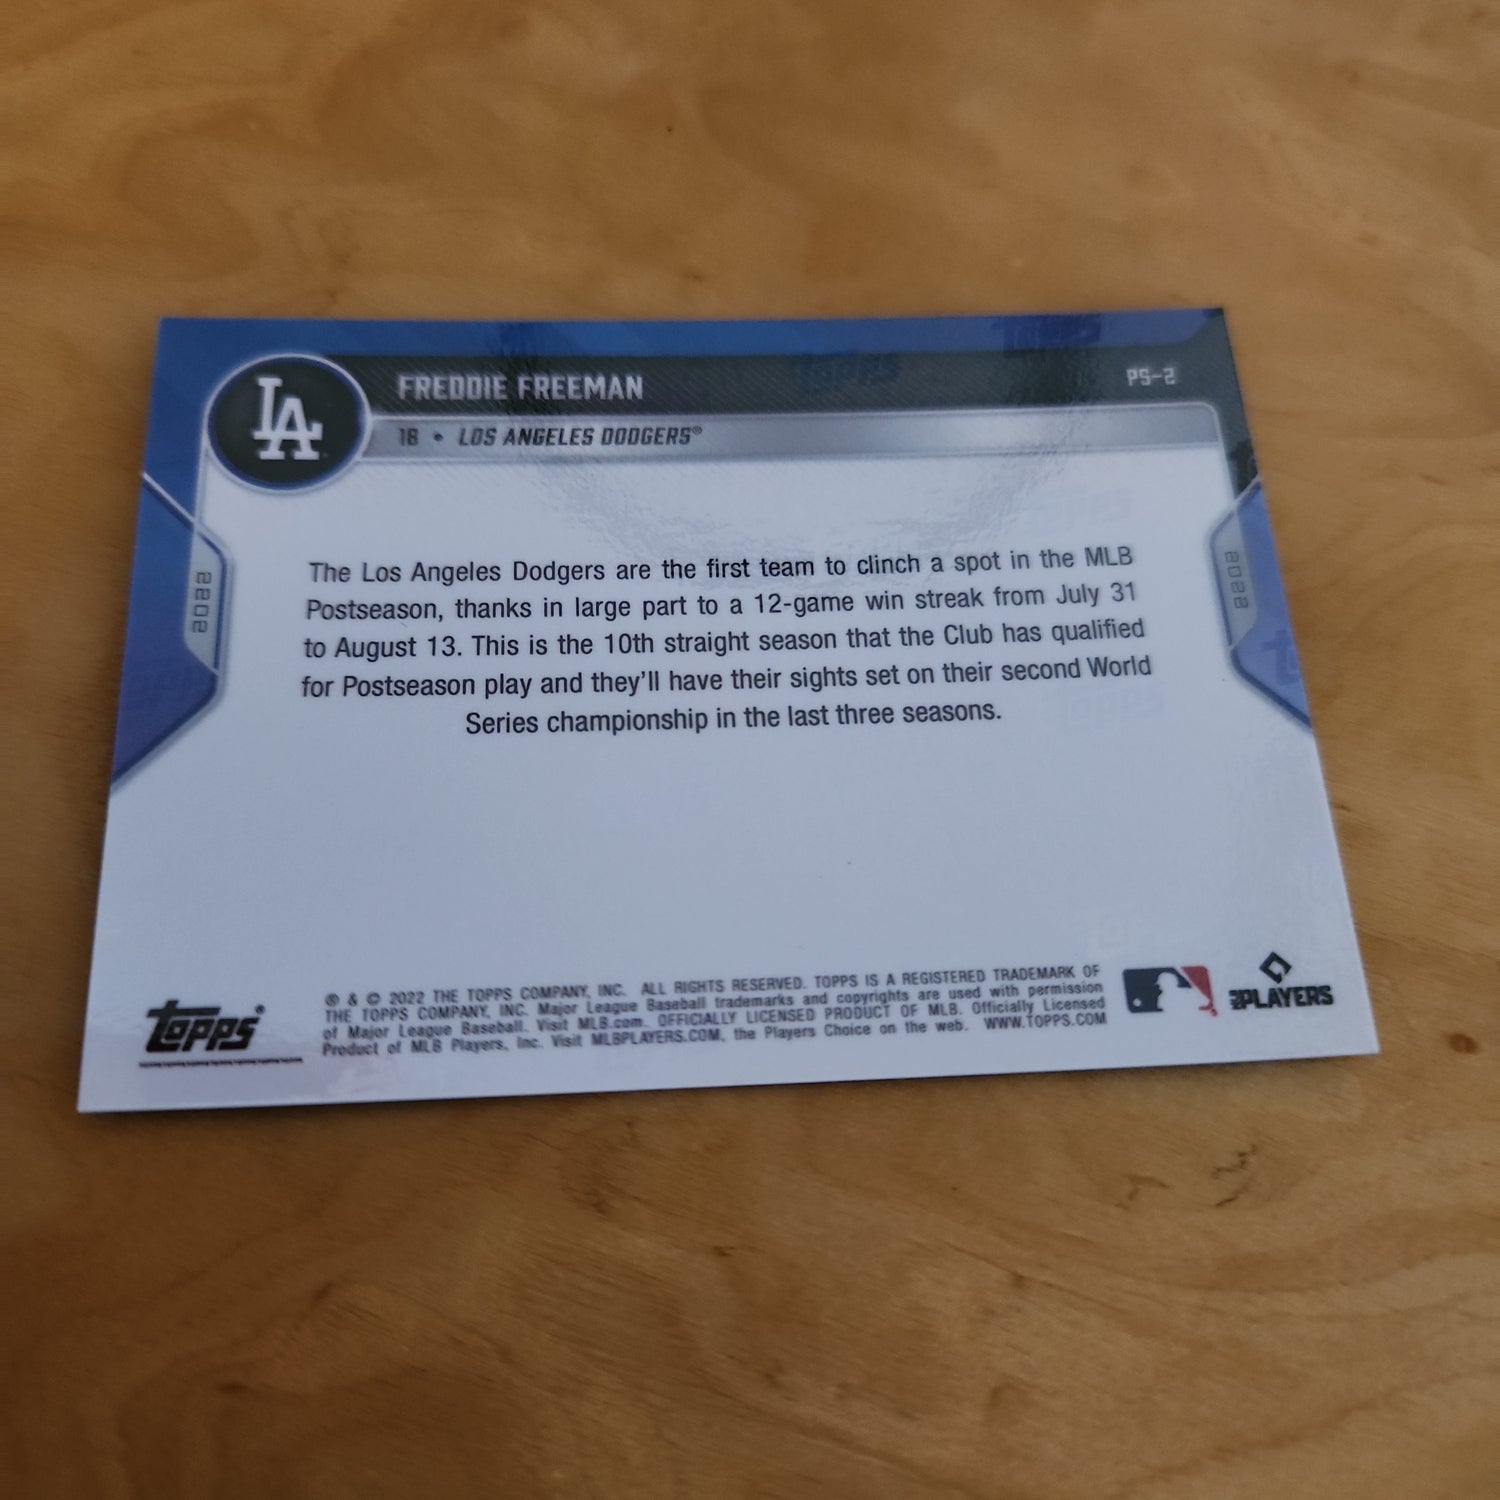 LA
FREDDIE FREEMAN
PS-2
18 • LOS ANGELES DODGERS®
2022
2022
The Los Angeles Dodgers are the first team to clinch a spot in the MLB
Postseason, thanks in large part to a 12-game win streak from July 31
to August 13. This is the 10th straight season that the Club has qualified
for Postseason play and they'll have their sights set on their second World
Series championship in the last three seasons.
topps®
® & © 2022 THE TOPPS COMPANY, INC. ALL RIGHTS RESERVED. TOPPS IS A REGISTERED TRADEMARK OF
THE TOPPS COMPANY, INC. Major League Baseball trademarks and copyrights are used with permission
of Major League Baseball. Visit MLB.com. OFFICIALLY LICENSED PRODUCT OF MLB. Officially Licensed
Product of MLB Players, Inc. Visit MLBPLAYERS.COM, the Players Choice on the web. WWW.TOPPS.COM
PLAYERS